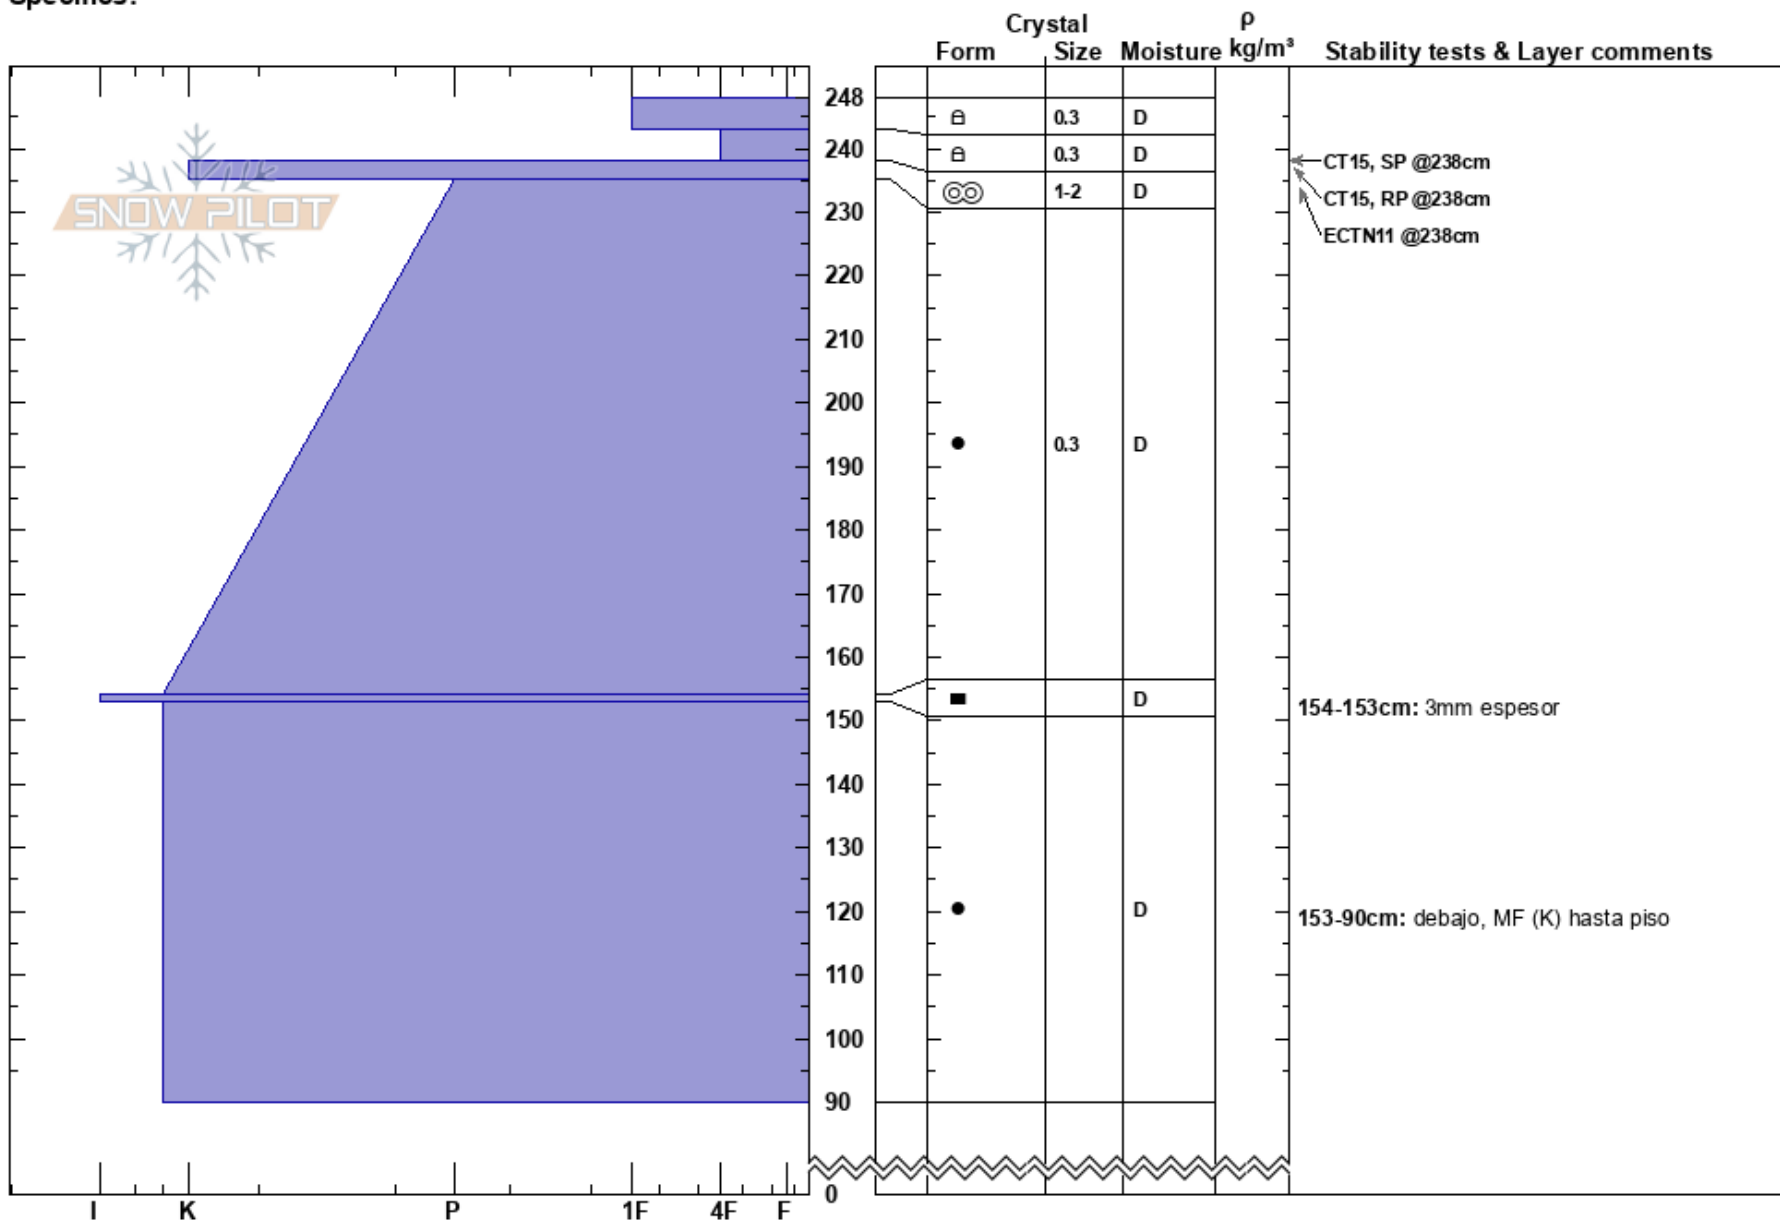 Specifics:
Crystal ρ
Form Size Moisture kg/m³ Stability tests & Layer comments
248
0.3 D
240
0.3 D
CT15, SP @238cm
1-2 D
CT15, RP @238cm
SNOW PILOT
230
ECTN11 @238cm
220
210
200
0.3 D
190
180
170
160
D
154-153cm: 3mm espesor
150
140
130
120
D
153-90cm: debajo, MF (K) hasta piso
110
100
90
0
I K P 1F 4F F